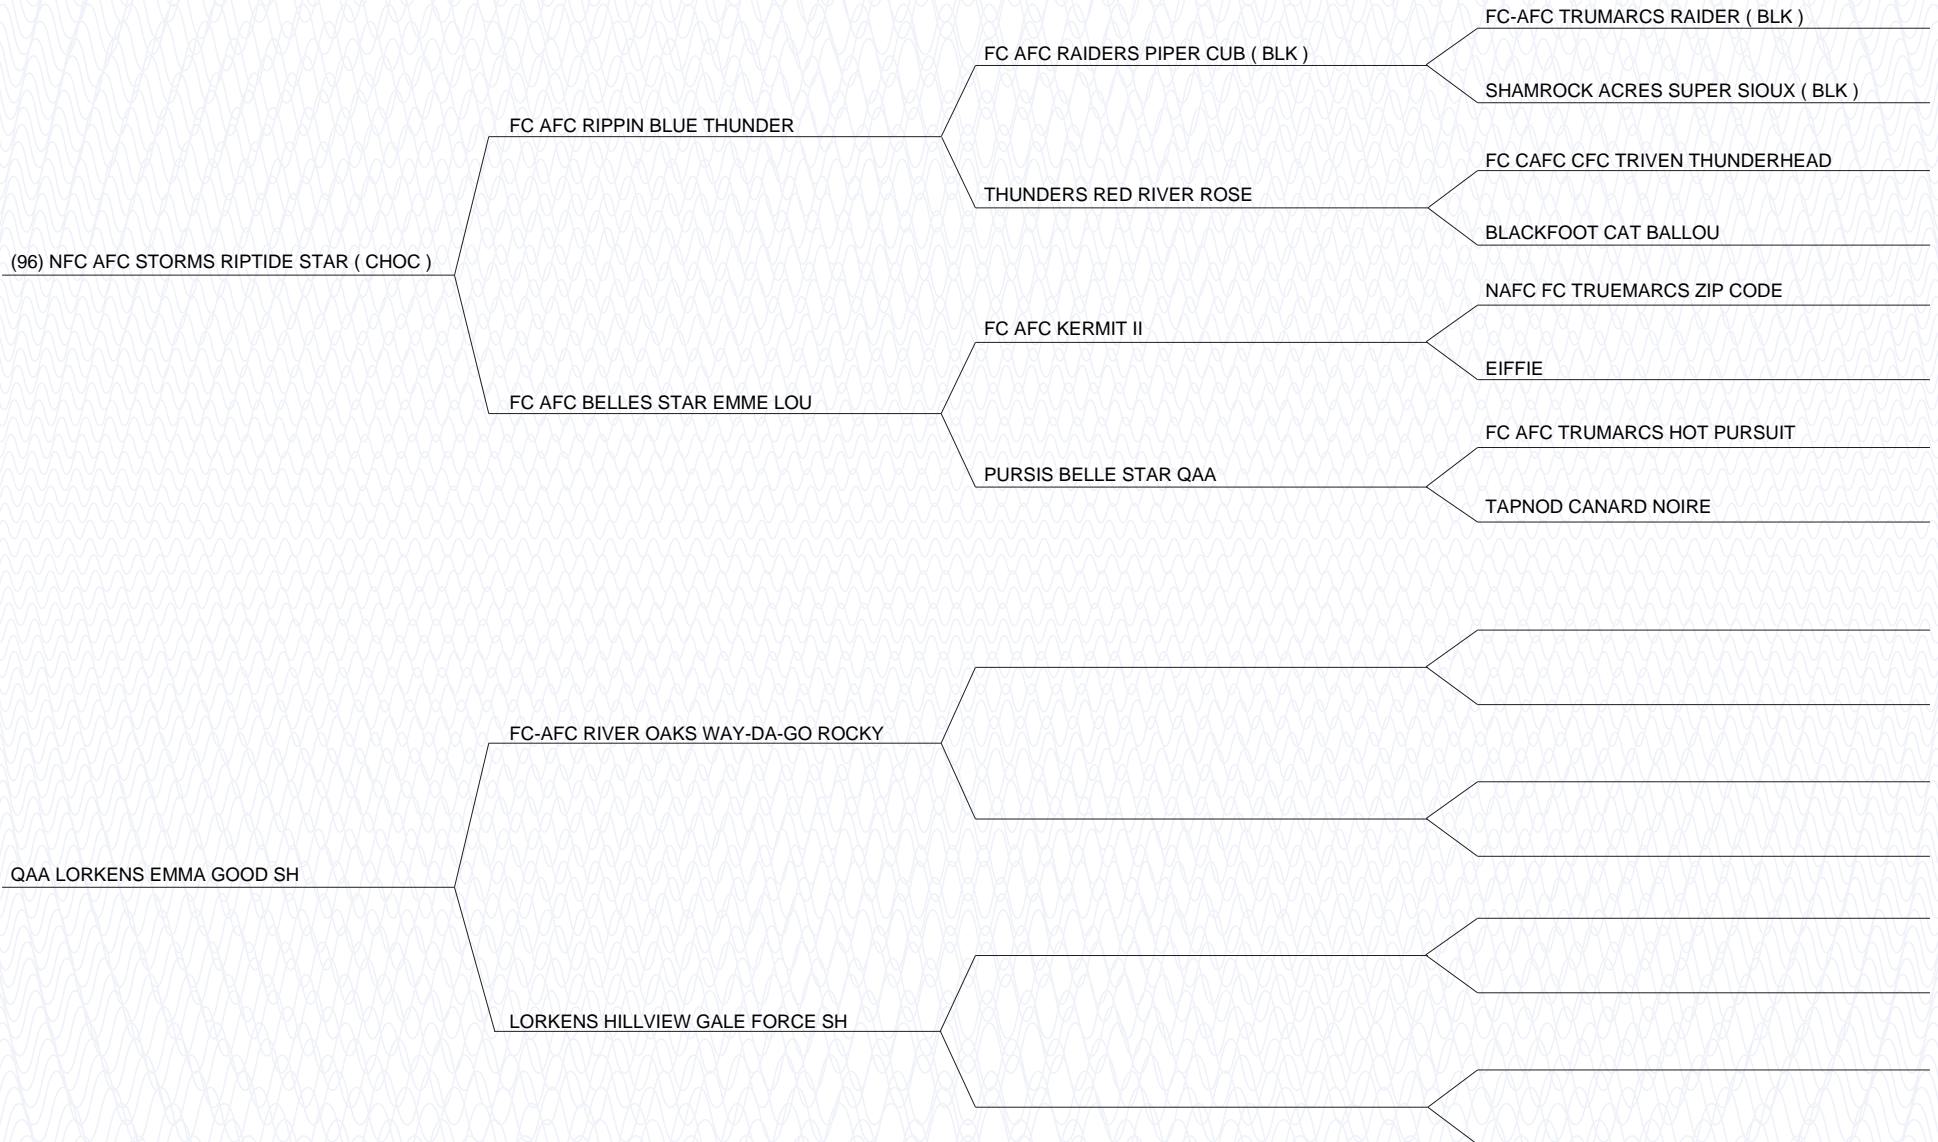 FC-AFC TRUMARCS RAIDER ( BLK )
FC AFC RAIDERS PIPER CUB ( BLK )
SHAMROCK ACRES SUPER SIOUX ( BLK )
FC AFC RIPPIN BLUE THUNDER
FC CAFC CFC TRIVEN THUNDERHEAD
THUNDERS RED RIVER ROSE
BLACKFOOT CAT BALLOU
(96) NFC AFC STORMS RIPTIDE STAR ( CHOC )
NAFC FC TRUEMARCS ZIP CODE
FC AFC KERMIT II
EIFFIE
FC AFC BELLES STAR EMME LOU
FC AFC TRUMARCS HOT PURSUIT
PURSIS BELLE STAR QAA
TAPNOD CANARD NOIRE
FC-AFC RIVER OAKS WAY-DA-GO ROCKY
QAA LORKENS EMMA GOOD SH
LORKENS HILLVIEW GALE FORCE SH